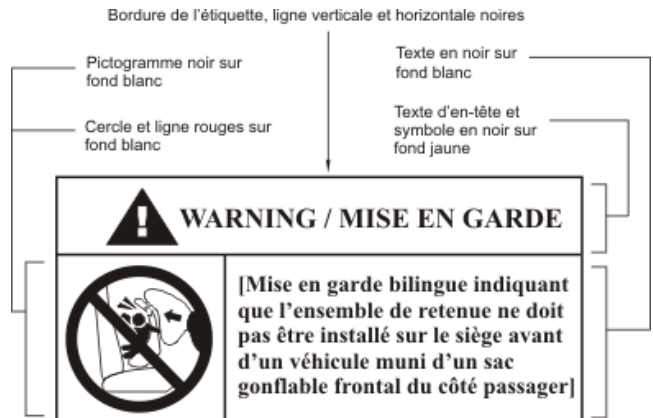 Bordure de l'étiquette, ligne verticale et horizontale noires
Pictogramme noir sur
fond blanc
Cercle et ligne rouges sur
fond blanc
Texte en noir sur
fond blanc
Texte d'en-tête et
symbole en noir sur
fond jaune
WARNING / MISE EN GARDE
[Mise en garde bilingue indiquant
que l'ensemble de retenue ne doit
pas être installé sur le siège avant
d'un véhicule muni d'un sac
gonflable frontal du côté passager]